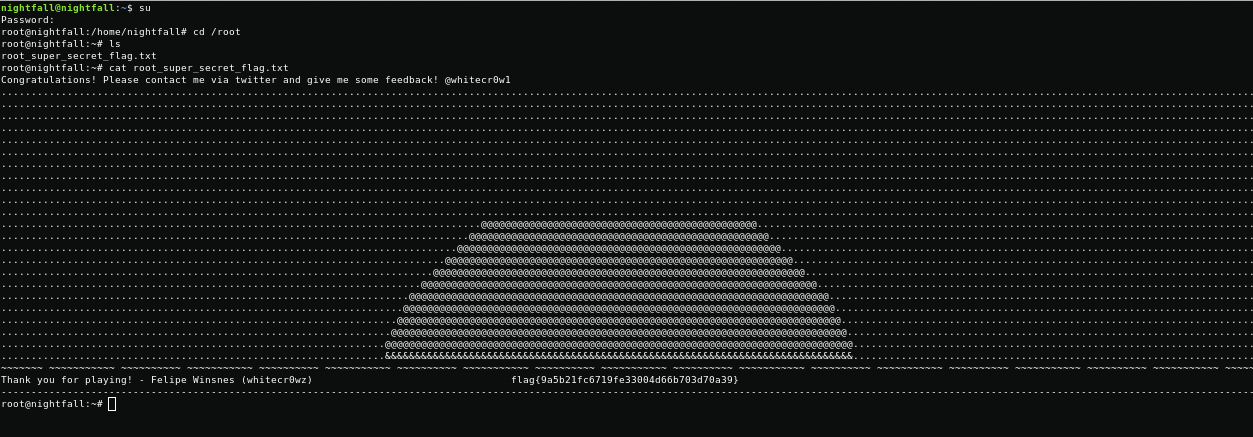 nightfall@nightfall:~$ su
Password:
root@nightfall:/home/nightfall# cd /root
root@nightfall:~# ls
root_super_secret_flag.txt
root@nightfall:~# cat root_super_secret_flag.txt
Congratulations! Please contact me via twitter and give me some feedback! @whitecr0w1
Thank you for playing! - Felipe Winsnes (whitecr0wz) flag{9a5b21fc6719fe33004d66b703d70a39}
root@nightfall:~#